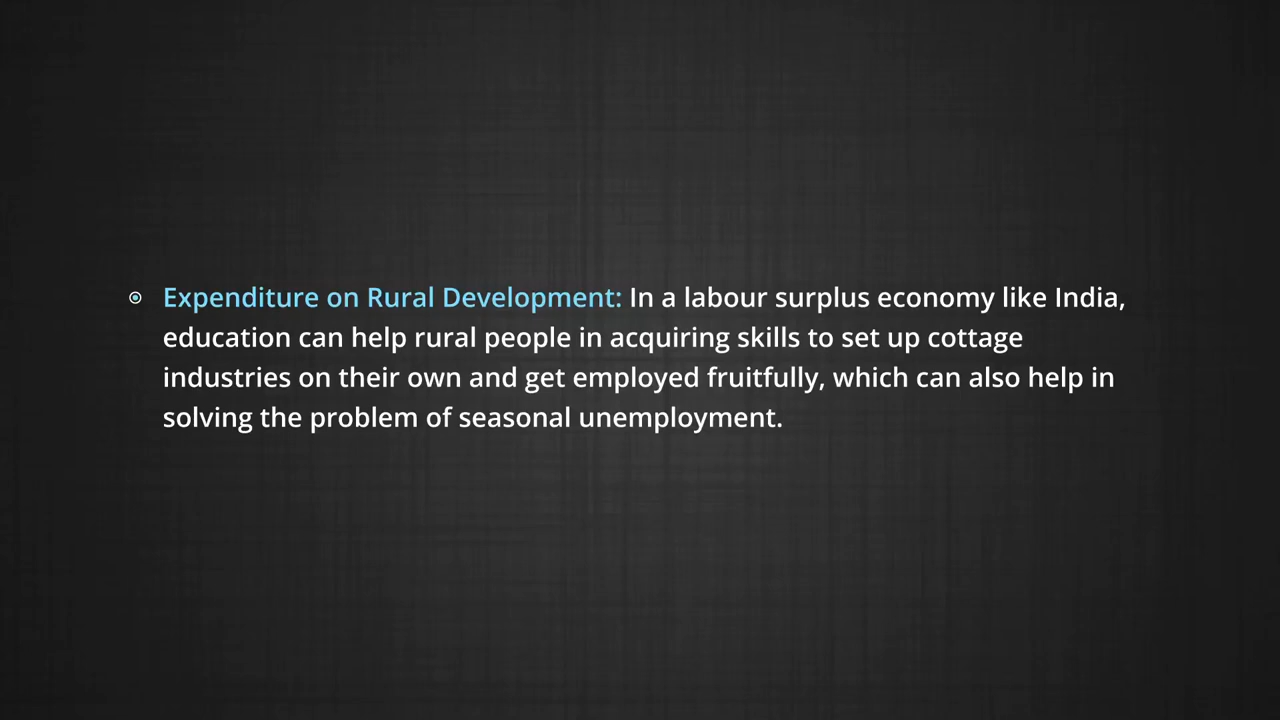 Expenditure on Rural Development: In a labour surplus economy like India,
education can help rural people in acquiring skills to set up cottage
industries on their own and get employed fruitfully, which can also help in
solving the problem of seasonal unemployment.